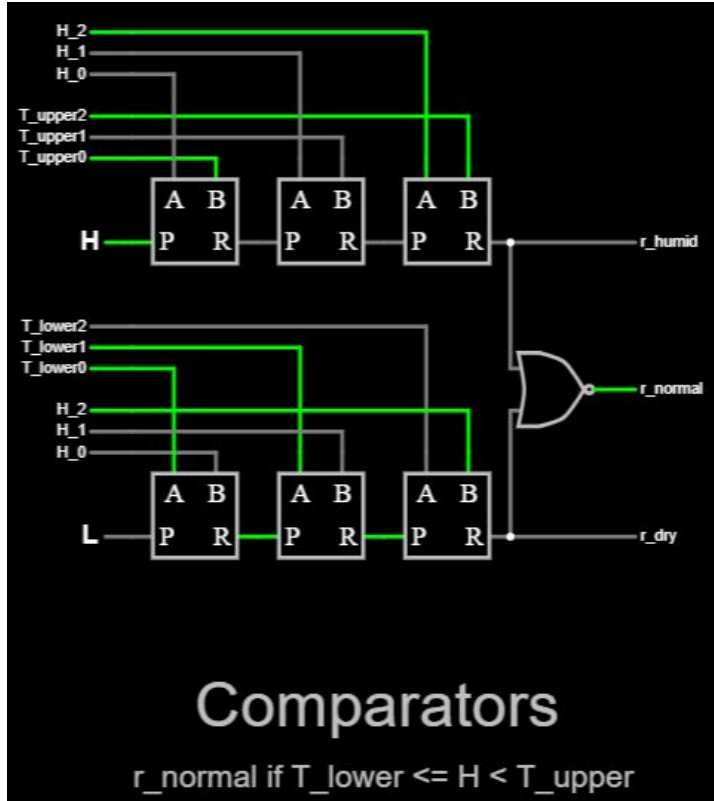 H_2
H_1
H_0
T_upper2
T_upper1
T_upper0
A B A B A B
H P R P R P R r_humid
T_lower2
T_lower1
T_lower0
r_normal
H_2
H_1
H_0
A B A B A B
L P R P R P R r_dry
Comparators
r_normal if T_lower <= H < T_upper